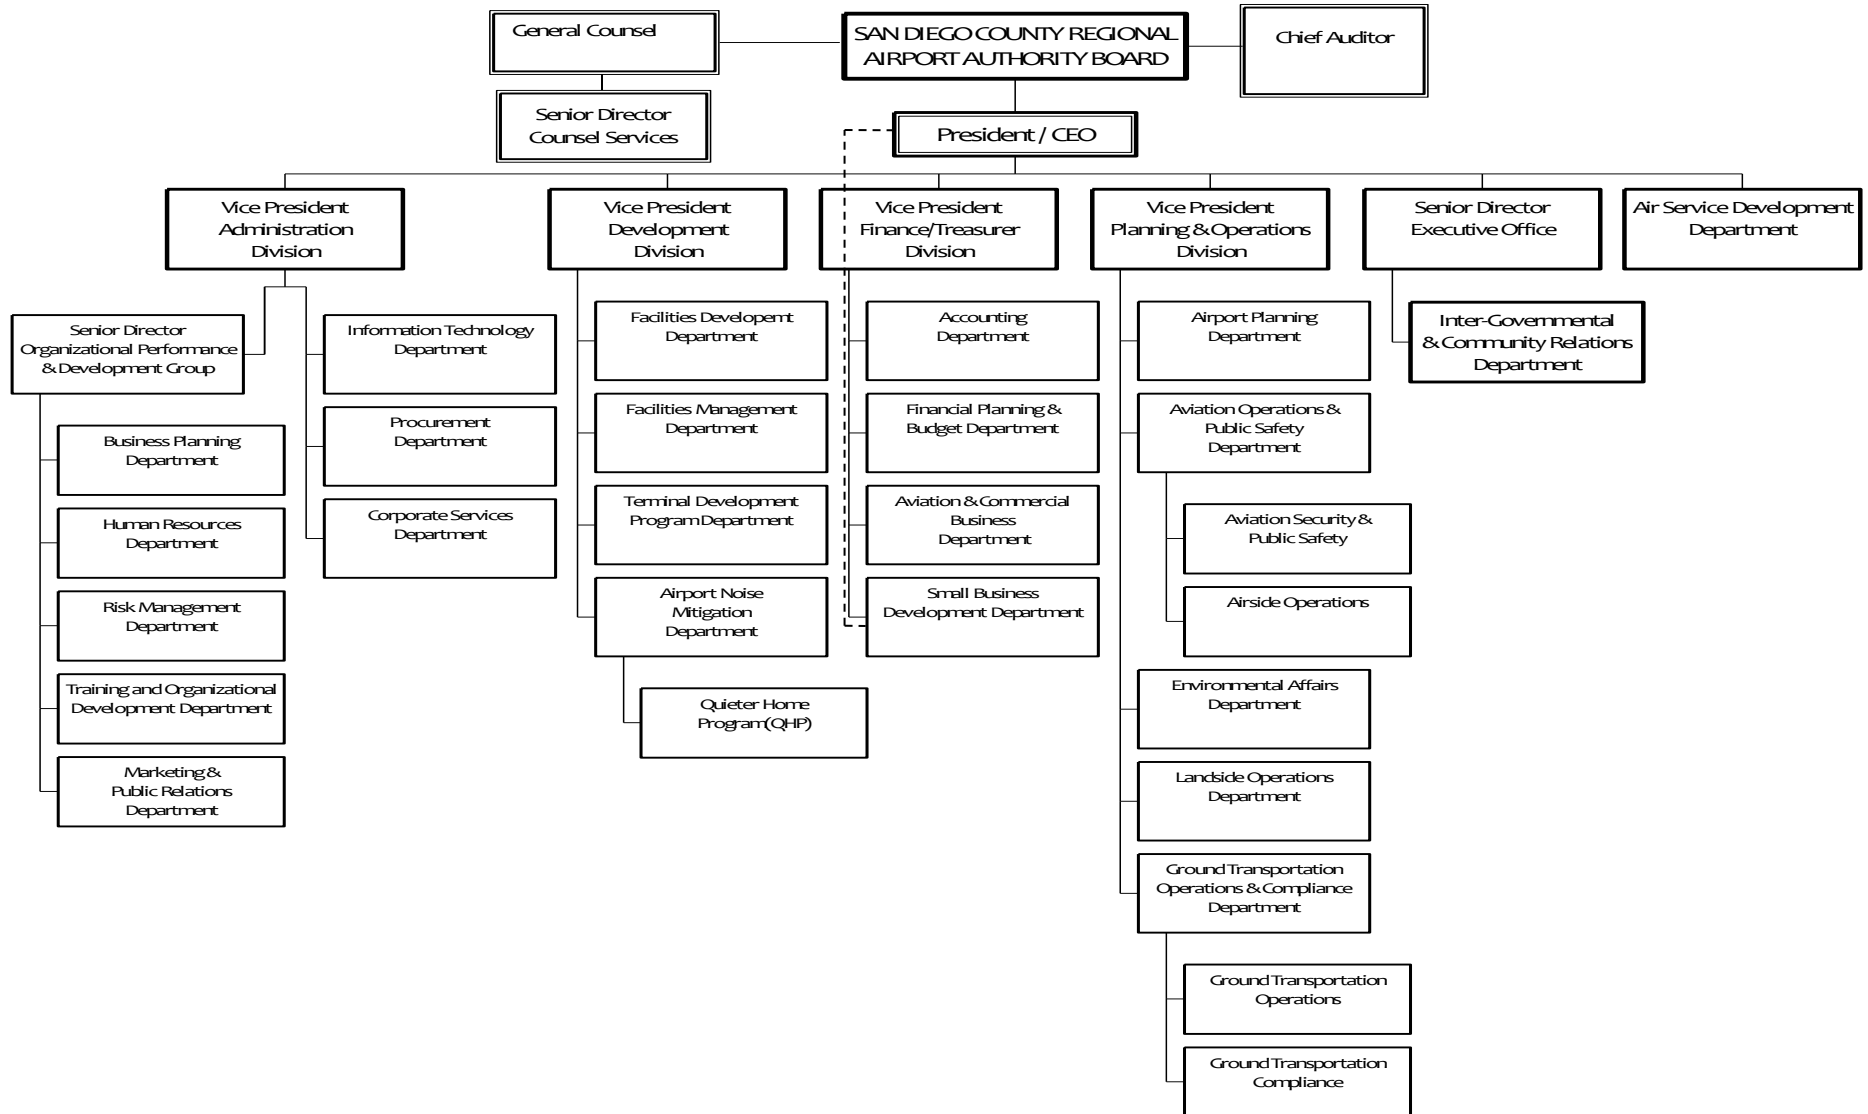 General Counsel
SAN DIEGO COUNTY REGIONAL
AIRPORT AUTHORITY BOARD
Chief Auditor
Senior Director
Counsel Services
President / CEO
Vice President
Administration
Division
Vice President
Development
Division
Vice President
Finance/Treasurer
Division
Vice President
Planning & Operations
Division
Senior Director
Executive Office
Air Service Development
Department
Senior Director
Organizational Performance
& Development Group
Business Planning
Department
Human Resources
Department
Risk Management
Department
Training and Organizational
Development Department
Marketing &
Public Relations
Department
Information Technology
Department
Procurement
Department
Corporate Services
Department
Facilities Developemt
Department
Facilities Management
Department
Terminal Development
Program Department
Airport Noise
Mitigation
Department
Quieter Home
Program(QHP)
Accounting
Department
Financial Planning &
Budget Department
Aviation & Commercial
Business
Department
Small Business
Development Department
Airport Planning
Department
Aviation Operations &
Public Safety
Department
Aviation Security &
Public Safety
Airside Operations
Environmental Affairs
Department
Landside Operations
Department
Ground Transportation
Operations & Compliance
Department
Ground Transportation
Operations
Ground Transportation
Compliance
Inter-Governmental
& Community Relations
Department